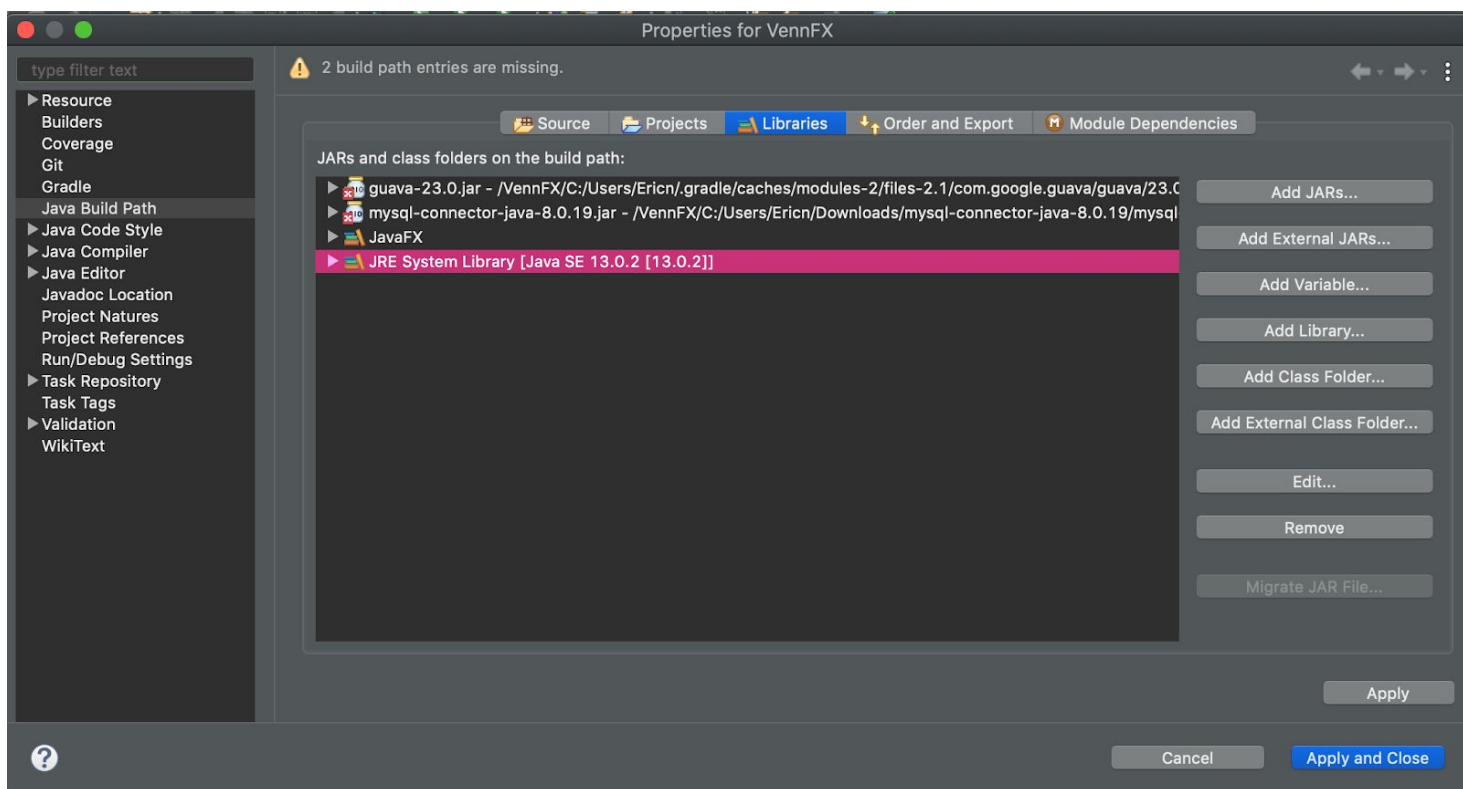 Properties for VennFX
type filter text
2 build path entries are missing.
Resource
Builders
Coverage
Git
Gradle
Java Build Path
Java Code Style
Java Compiler
Java Editor
Javadoc Location
Project Natures
Project References
Run/Debug Settings
Task Repository
Task Tags
Validation
WikiText
Source
Projects
Libraries
Order and Export
Module Dependencies
JARs and class folders on the build path:
guava-23.0.jar - /VennFX/C:/Users/Ericn/.gradle/caches/modules-2/files-2.1/com.google.guava/guava/23.0
mysql-connector-java-8.0.19.jar - /VennFX/C:/Users/Ericn/Downloads/mysql-connector-java-8.0.19/mysql
JavaFX
JRE System Library [Java SE 13.0.2 [13.0.2]]
Add JARs...
Add External JARs...
Add Variable...
Add Library...
Add Class Folder...
Add External Class Folder...
Edit...
Remove
Migrate JAR File...
Apply
?
Cancel
Apply and Close